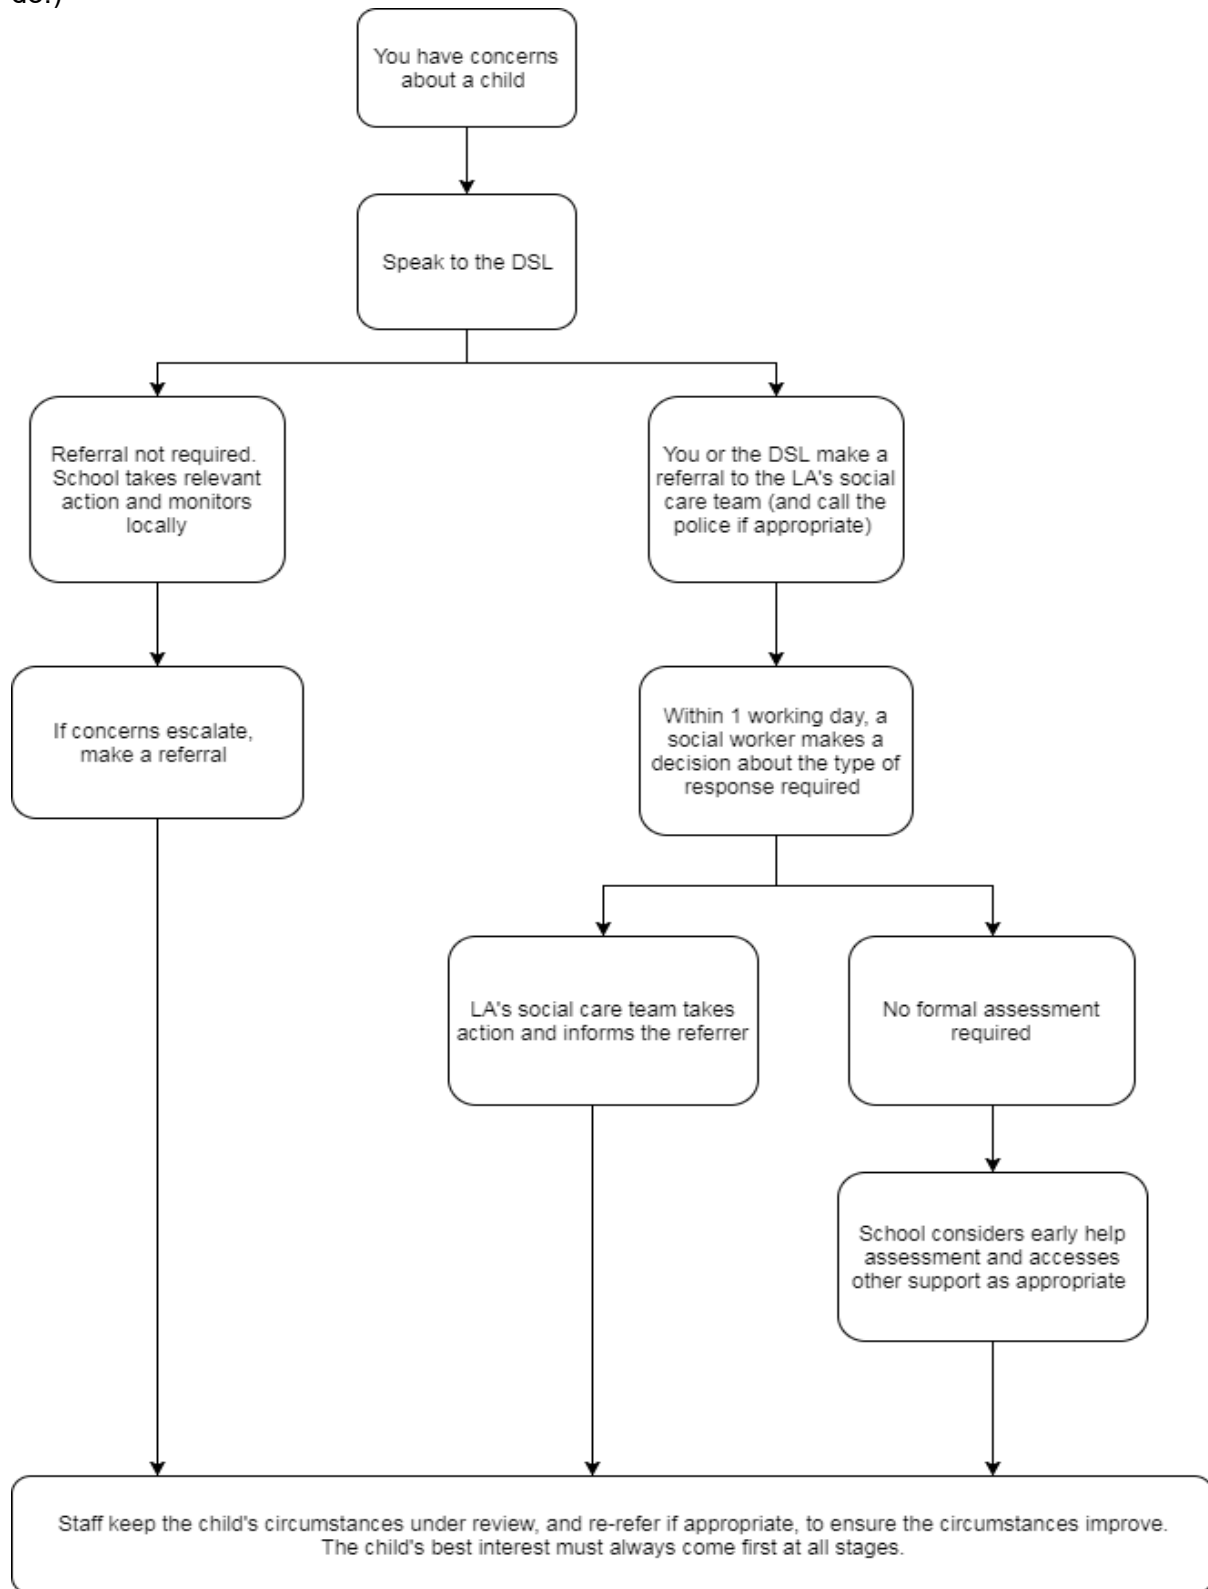 do.)
You have concerns
about a child
Speak to the DSL
Referral not required.
School takes relevant
action and monitors
locally
You or the DSL make a
referral to the LA's social
care team (and call the
police if appropriate)
If concerns escalate,
make a referral
Within 1 working day, a
social worker makes a
decision about the type of
response required
LA's social care team takes
action and informs the referrer
No formal assessment
required
School considers early help
assessment and accesses
other support as appropriate
Staff keep the child's circumstances under review, and re-refer if appropriate, to ensure the circumstances improve.
The child's best interest must always come first at all stages.